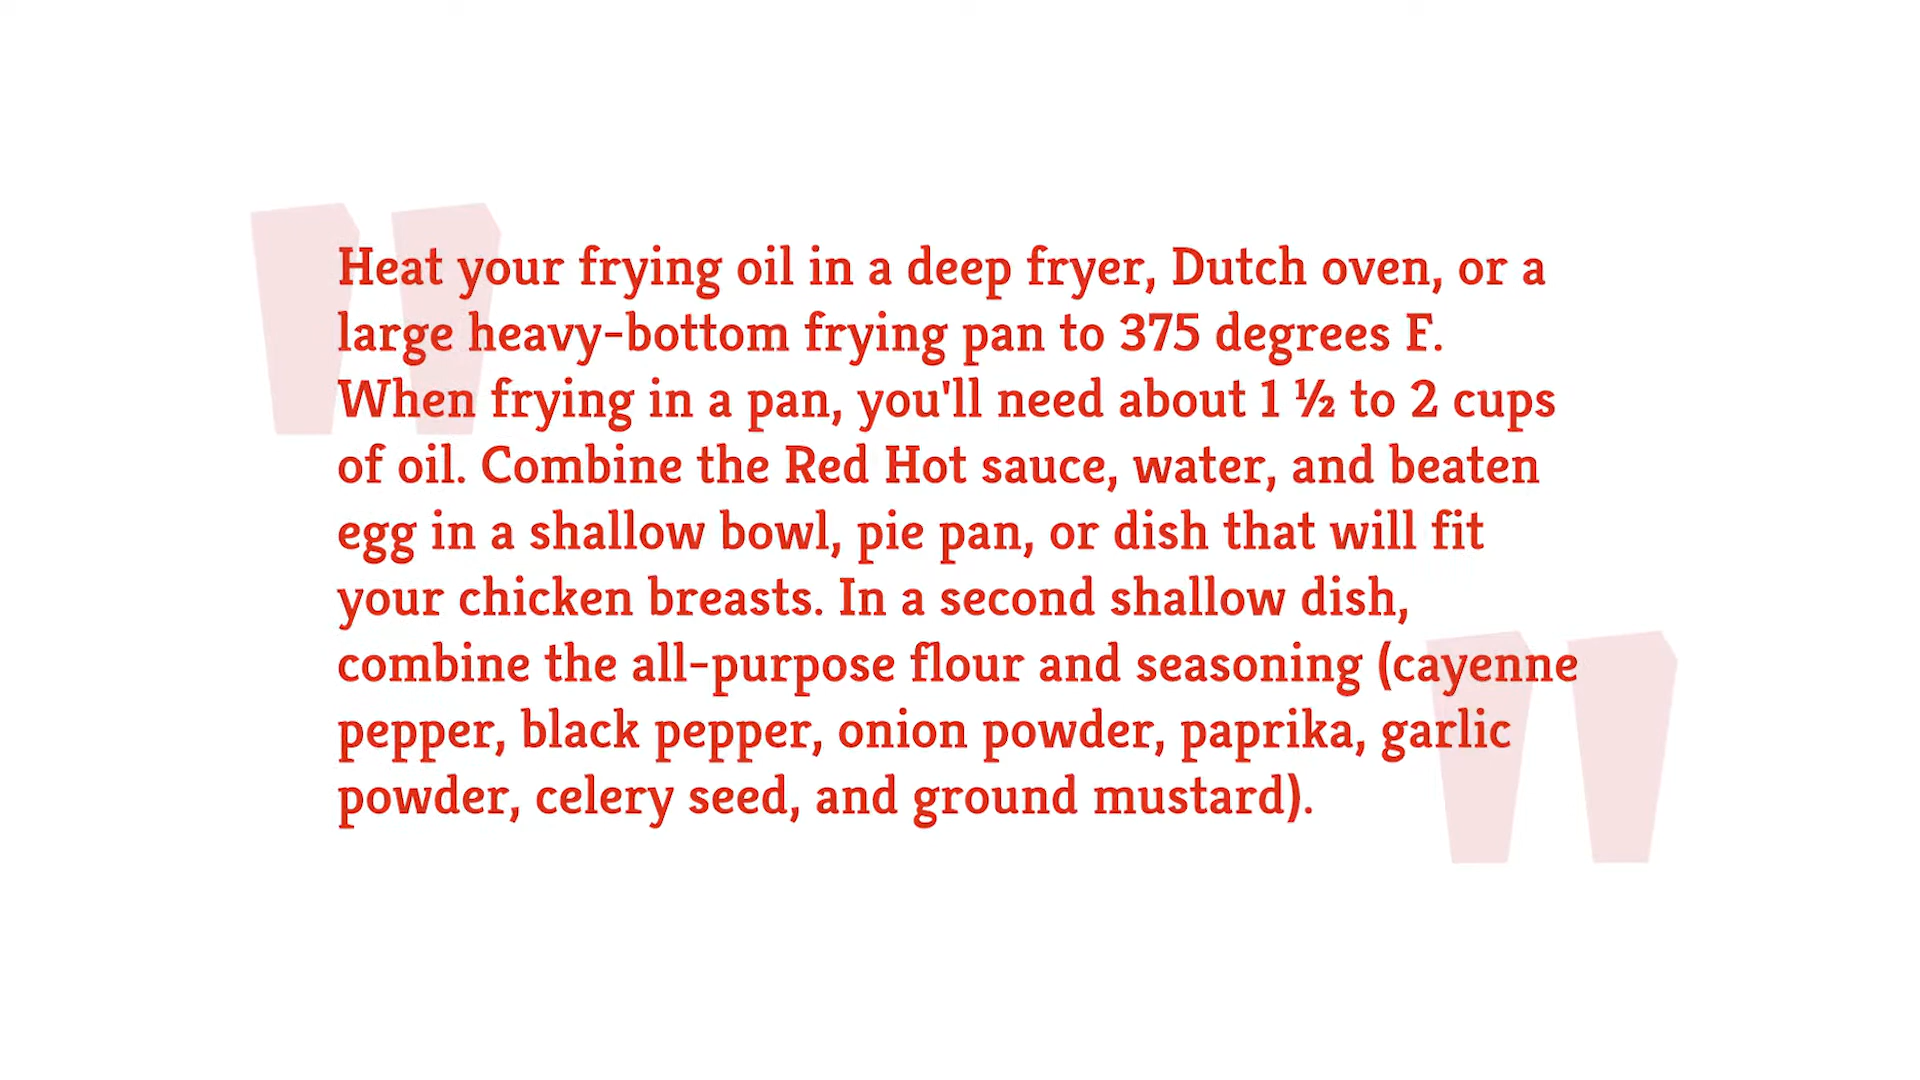 Heat your frying oil in a deep fryer, Dutch oven, or a
large heavy-bottom frying pan to 375 degrees F.
When frying in a pan, you'll need about 1 ½ to 2 cups
of oil. Combine the Red Hot sauce, water, and beaten
egg in a shallow bowl, pie pan, or dish that will fit
your chicken breasts. In a second shallow dish,
combine the all-purpose flour and seasoning (cayenne
pepper, black pepper, onion powder, paprika, garlic
powder, celery seed, and ground mustard).